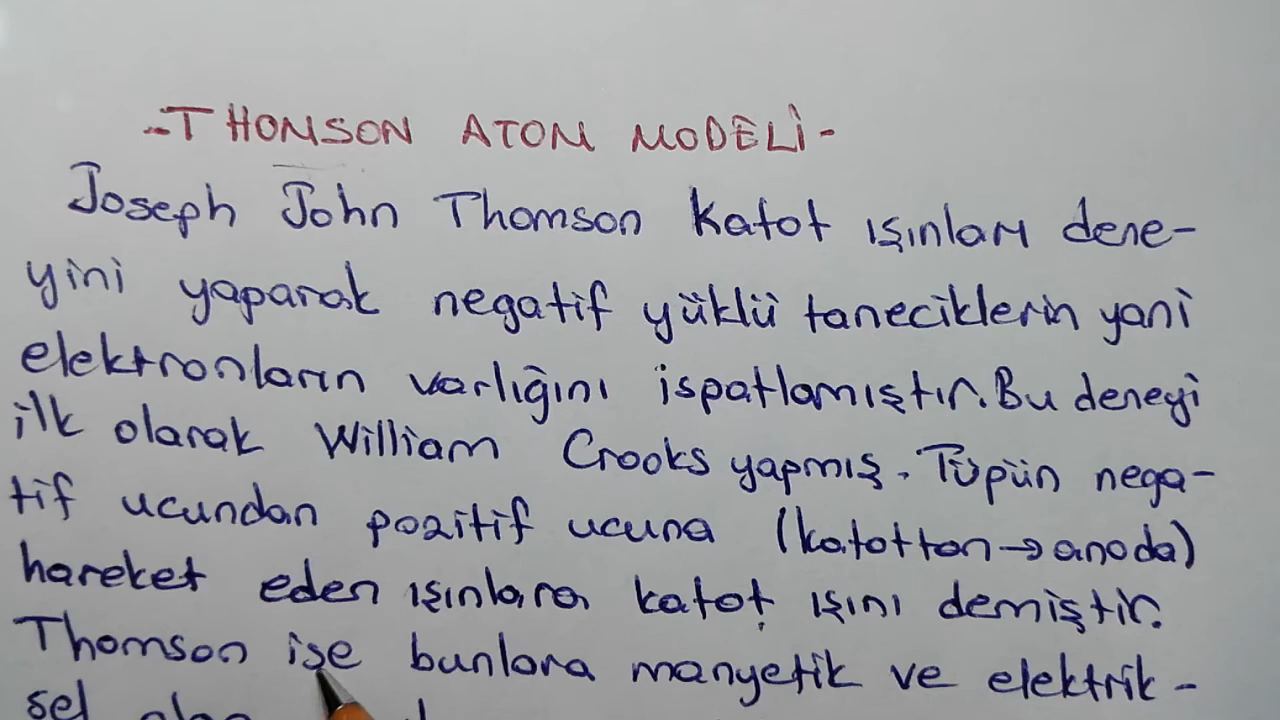 -THOMSON ATOM MODELİ-
Joseph John Thomson Katot ışınları dene-
yini yaparak negatif yüklü taneciklerin yani
elektronların varlığını ispatlamıştır. Bu deneyi
ilk olarak William Crooks yapmış. Tüpün nega-
tif ucundan pozitif ucuna (katottan→anoda)
hareket eden ışınlara katot ışını demiştir.
Thomson ise bunlara manyetik ve elektrik-
sel alan